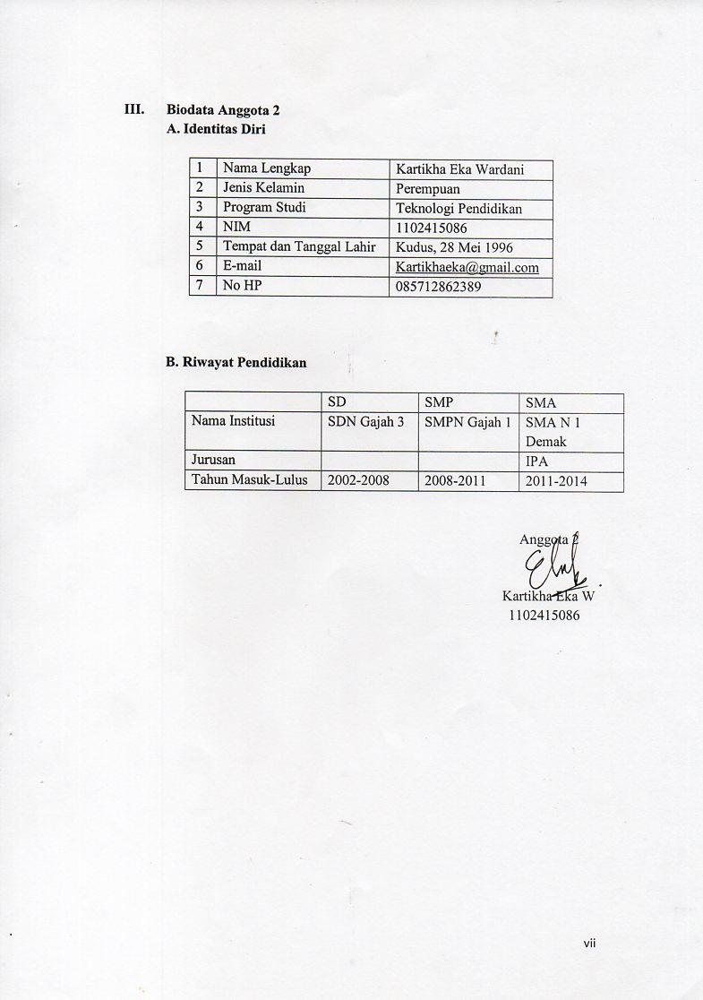 III. Biodata Anggota 2
A. Identitas Diri
1 Nama Lengkap Kartikha Eka Wardani
2 Jenis Kelamin Perempuan
3 Program Studi Teknologi Pendidikan
4 NIM 1102415086
5 Tempat dan Tanggal Lahir Kudus, 28 Mei 1996
6 E-mail Kartikhaeka@gmail.com
7 No HP 085712862389
B. Riwayat Pendidikan
SD SMP SMA
Nama Institusi SDN Gajah 3 SMPN Gajah 1 SMA N 1
Demak
Jurusan IPA
Tahun Masuk-Lulus 2002-2008 2008-2011 2011-2014
Anggota 2
Kartikha Eka W
1102415086
vii